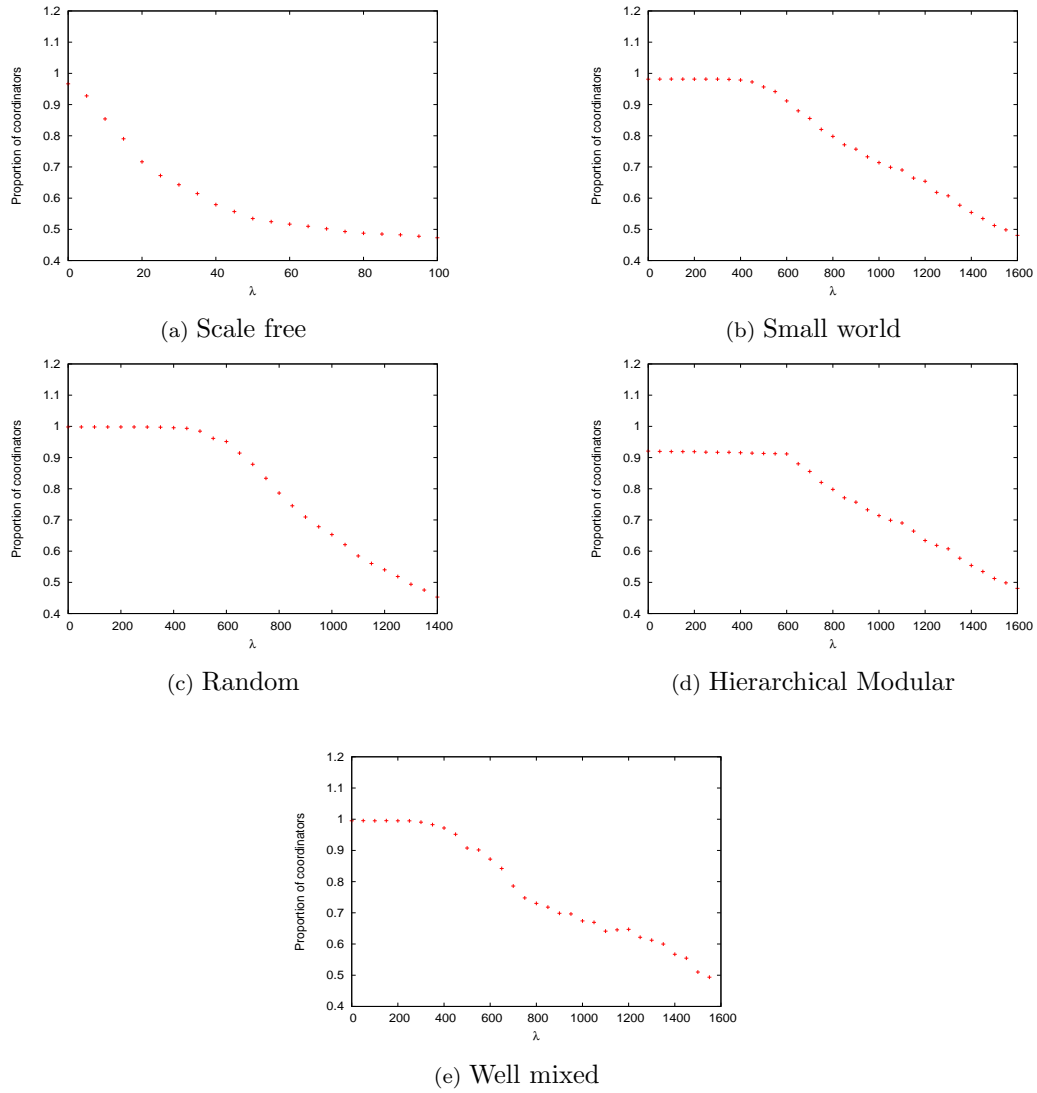 1.2
1.1
1
0.9
0.8
0.7
0.6
0.5
0.4
Proportion of coordinators
0 20 40 60 80 100
λ
(a) Scale free
1.2
1.1
1
0.9
0.8
0.7
0.6
0.5
0.4
Proportion of coordinators
0 200 400 600 800 1000 1200 1400 1600
λ
(b) Small world
1.2
1.1
1
0.9
0.8
0.7
0.6
0.5
0.4
Proportion of coordinators
0 200 400 600 800 1000 1200 1400
λ
(c) Random
1.2
1.1
1
0.9
0.8
0.7
0.6
0.5
0.4
Proportion of coordinators
0 200 400 600 800 1000 1200 1400 1600
λ
(d) Hierarchical Modular
1.2
1.1
1
0.9
0.8
0.7
0.6
0.5
0.4
Proportion of coordinators
0 200 400 600 800 1000 1200 1400 1600
λ
(e) Well mixed